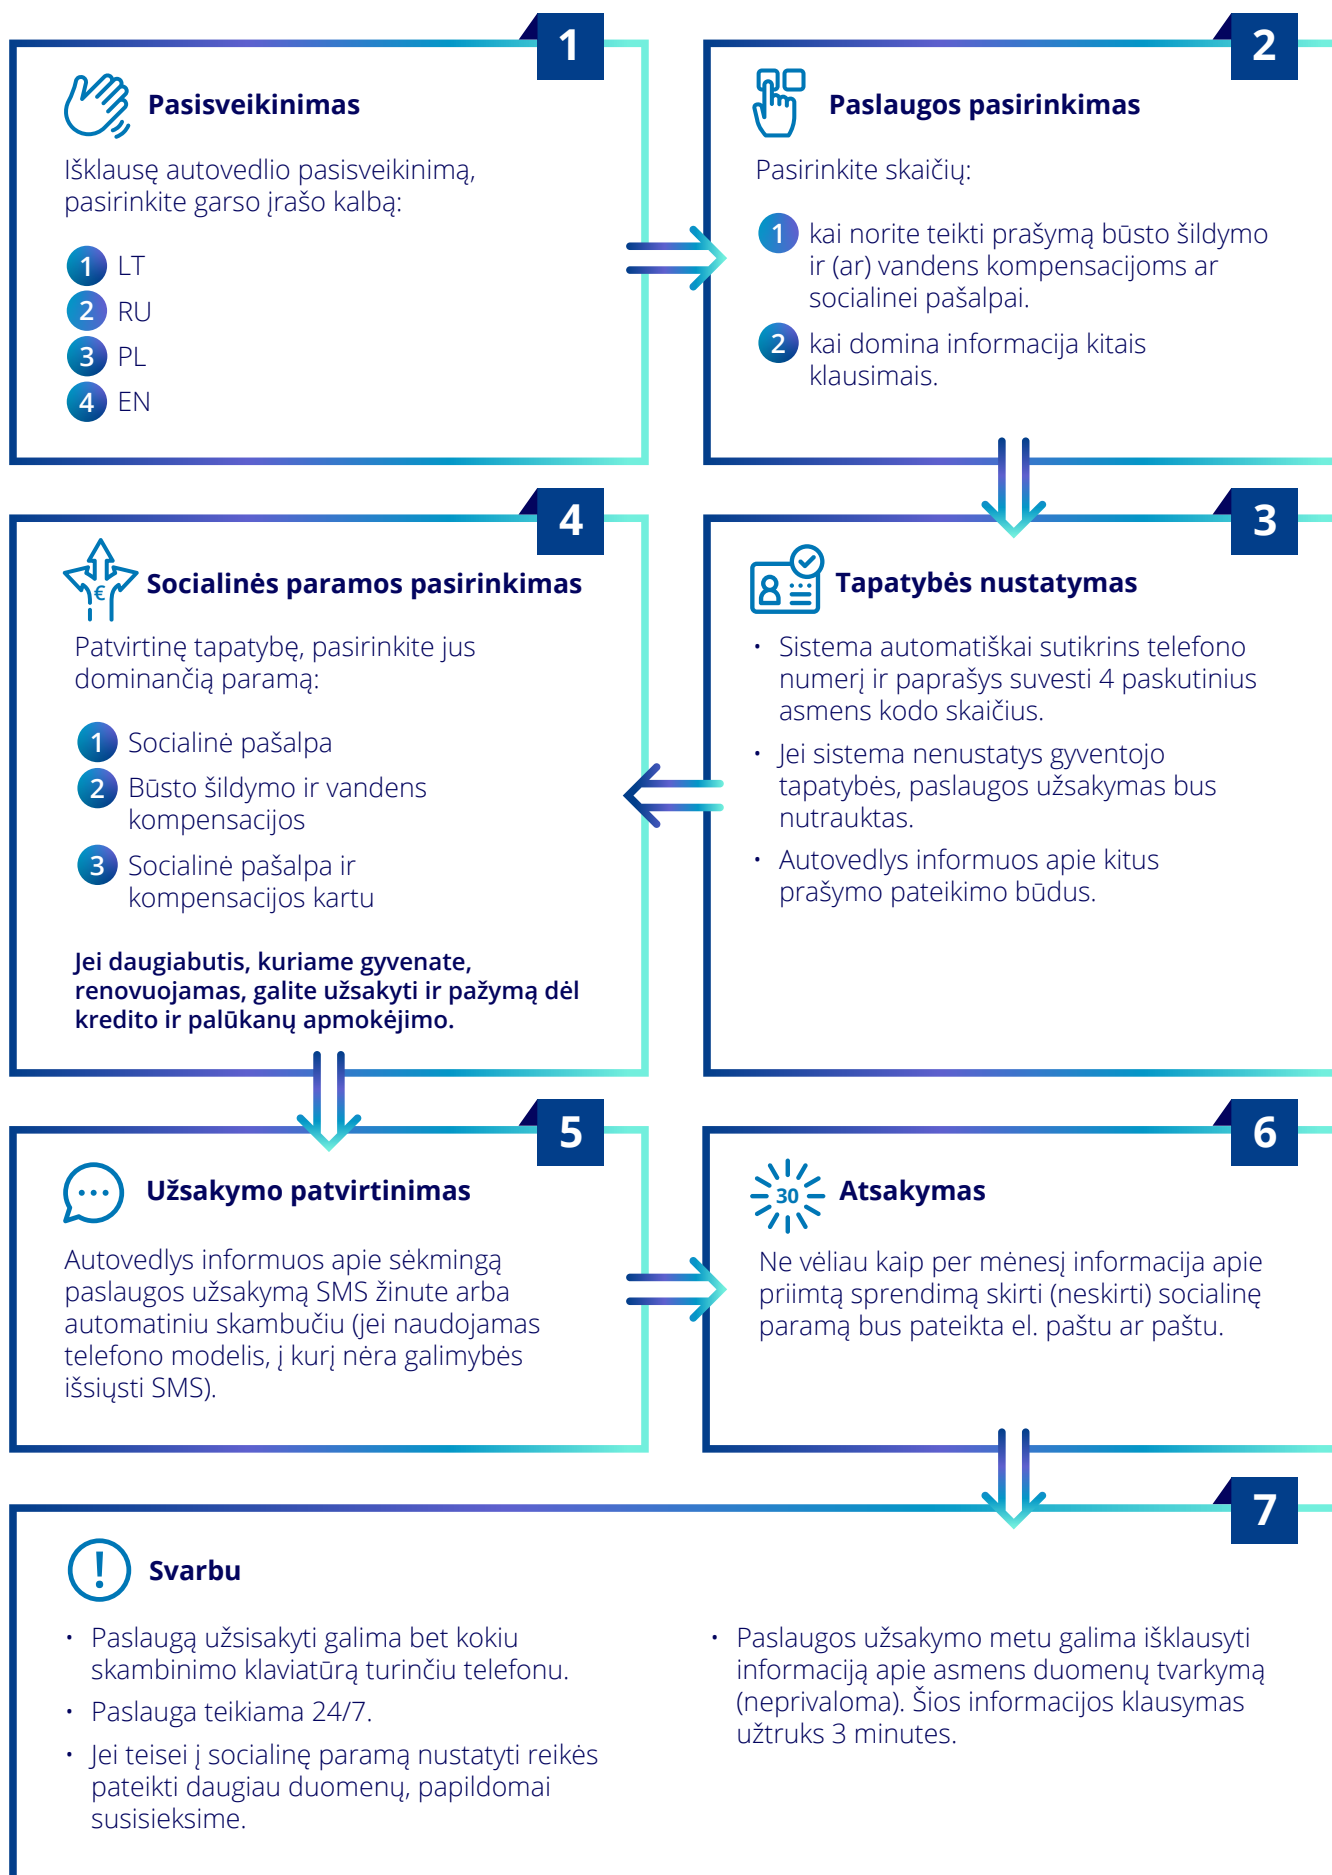 1
Pasisveikinimas
Išklausę autovedlio pasisveikinimą,
pasirinkite garso įrašo kalbą:
1 LT
2 RU
3 PL
4 EN
2
Paslaugos pasirinkimas
Pasirinkite skaičių:
1 kai norite teikti prašymą būsto šildymo
ir (ar) vandens kompensacijoms ar
socialinei pašalpai.
2 kai domina informacija kitais
klausimais.
3
Tapatybės nustatymas
• Sistema automatiškai sutikrins telefono
numerį ir paprašys suvesti 4 paskutinius
asmens kodo skaičius.
• Jei sistema nenustatys gyventojo
tapatybės, paslaugos užsakymas bus
nutrauktas.
• Autovedlys informuos apie kitus
prašymo pateikimo būdus.
4
€
Socialinės paramos pasirinkimas
Patvirtinę tapatybę, pasirinkite jus
dominančią paramą:
1 Socialinė pašalpa
2 Būsto šildymo ir vandens
kompensacijos
3 Socialinė pašalpa ir
kompensacijos kartu
Jei daugiabutis, kuriame gyvenate,
renovuojamas, galite užsakyti ir pažymą dėl
kredito ir palūkanų apmokėjimo.
5
Užsakymo patvirtinimas
Autovedlys informuos apie sėkmingą
paslaugos užsakymą SMS žinute arba
automatiniu skambučiu (jei naudojamas
telefono modelis, į kurį nėra galimybės
išsiųsti SMS).
6
30
Atsakymas
Ne vėliau kaip per mėnesį informacija apie
priimtą sprendimą skirti (neskirti) socialinę
paramą bus pateikta el. paštu ar paštu.
7
!
Svarbu
• Paslaugą užsisakyti galima bet kokiu
skambinimo klaviatūrą turinčiu telefonu.
• Paslauga teikiama 24/7.
• Jei teisei į socialinę paramą nustatyti reikės
pateikti daugiau duomenų, papildomai
susisieksime.
• Paslaugos užsakymo metu galima išklausyti
informaciją apie asmens duomenų tvarkymą
(neprivaloma). Šios informacijos klausymas
užtruks 3 minutes.